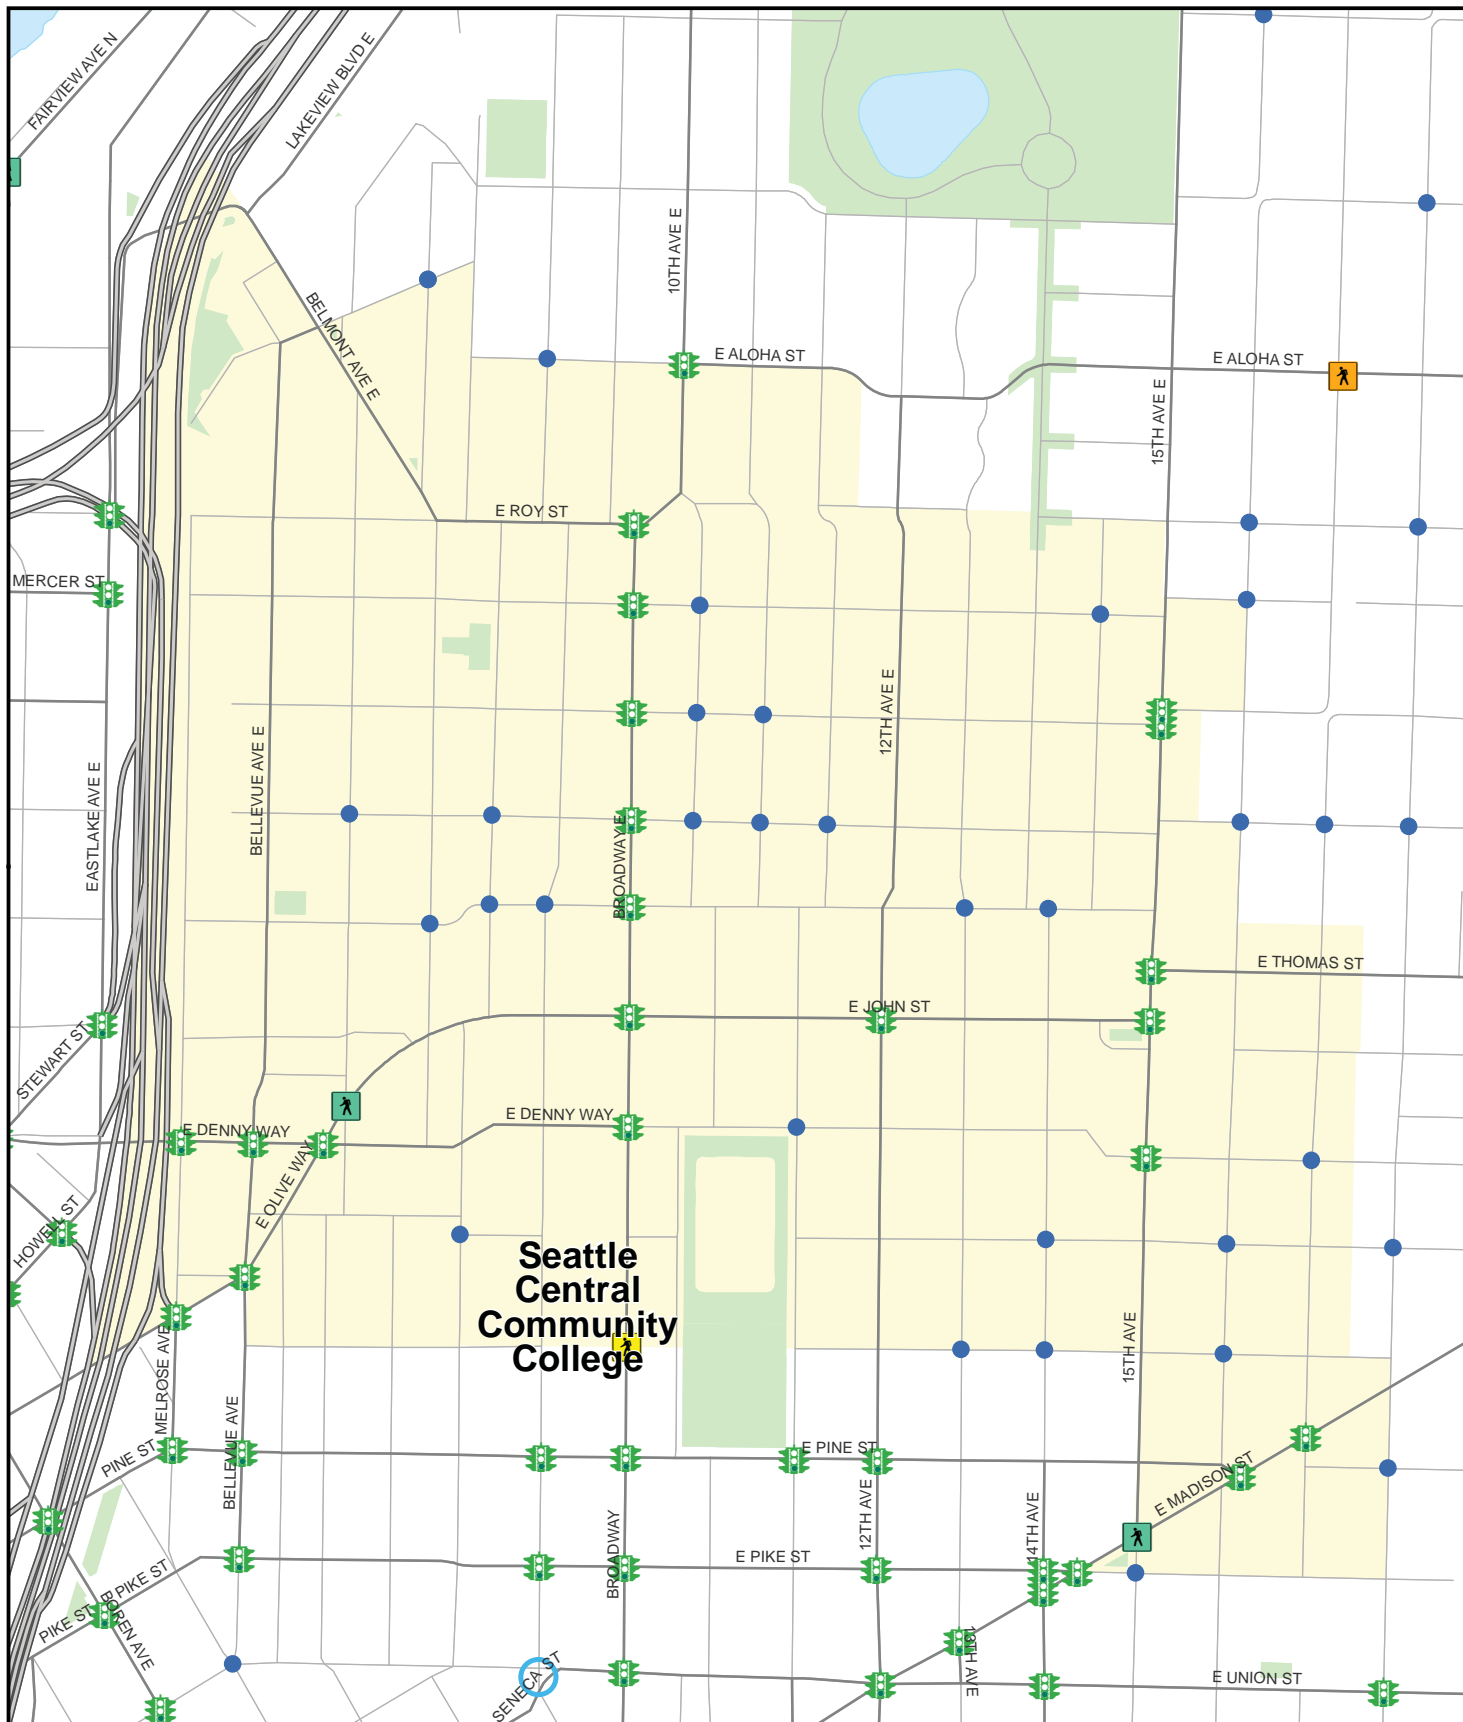 FAIRVIEW AVE N
LAKEVIEW BLVD E
10TH AVE E
BELMONT AVE E
E ALOHA ST
E ALOHA ST
15TH AVE E
E ROY ST
MERCER ST
12TH AVE E
BELLEVUE AVE E
EASTLAKE AVE E
BROADWAY E
E THOMAS ST
E JOHN ST
STEWART ST
E DENNY WAY
E DENNY WAY
E OLIVE WAY
HOWELL ST
Seattle
Central
Community
College
MELROSE AVE
15TH AVE
BELLEVUE AVE
PINE ST
E PINE ST
E MADISON ST
12TH AVE
14TH AVE
BROADWAY
E PIKE ST
E PIKE ST
PIKE ST
BOREN AVE
13TH AVE
SENECA ST
E UNION ST